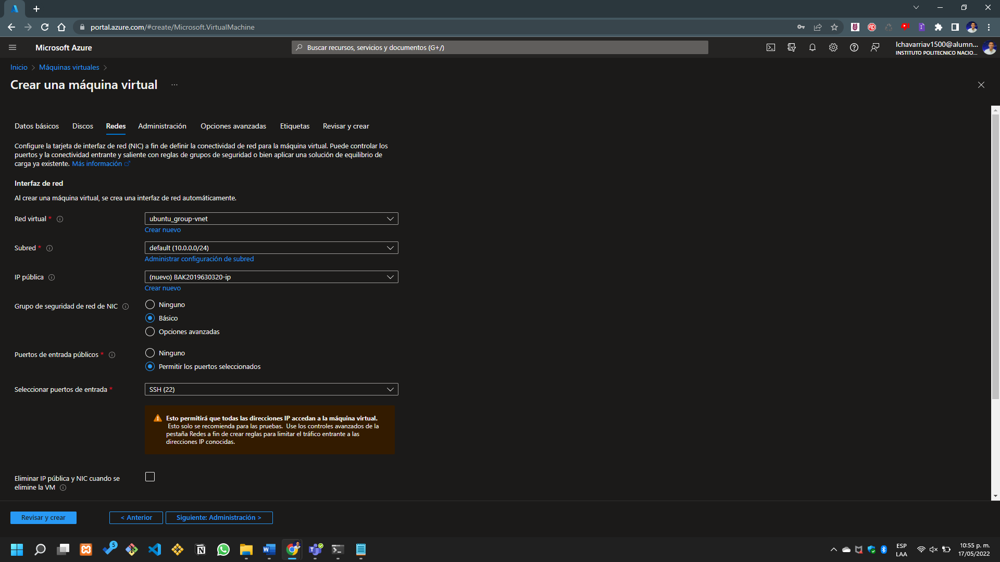 portal.azure.com/#create/Microsoft.VirtualMachine
Microsoft Azure
Buscar recursos, servicios y documentos (G+/)
lchavarriav1500@alumn...
INSTITUTO POLITECNICO NACIO...
Inicio > Máquinas virtuales >
Crear una máquina virtual ...
Datos básicos Discos Redes Administración Opciones avanzadas Etiquetas Revisar y crear
Configure la tarjeta de interfaz de red (NIC) a fin de definir la conectividad de red para la máquina virtual. Puede controlar los
puertos y la conectividad entrante y saliente con reglas de grupos de seguridad o bien aplicar una solución de equilibrio de
carga ya existente. Más información
Interfaz de red
Al crear una máquina virtual, se crea una interfaz de red automáticamente.
Red virtual * ubuntu_group-vnet
Crear nuevo
Subred * default (10.0.0.0/24)
Administrar configuración de subred
IP pública (nuevo) BAK2019630320-ip
Crear nuevo
Grupo de seguridad de red de NIC Ninguno
Básico
Opciones avanzadas
Puertos de entrada públicos * Ninguno
Permitir los puertos seleccionados
Seleccionar puertos de entrada * SSH (22)
Esto permitirá que todas las direcciones IP accedan a la máquina virtual.
Esto solo se recomienda para las pruebas. Use los controles avanzados de la
pestaña Redes a fin de crear reglas para limitar el tráfico entrante a las
direcciones IP conocidas.
Eliminar IP pública y NIC cuando se
elimine la VM
Revisar y crear < Anterior Siguiente: Administración >
5
ESP
LAA
10:55 p. m.
17/05/2022